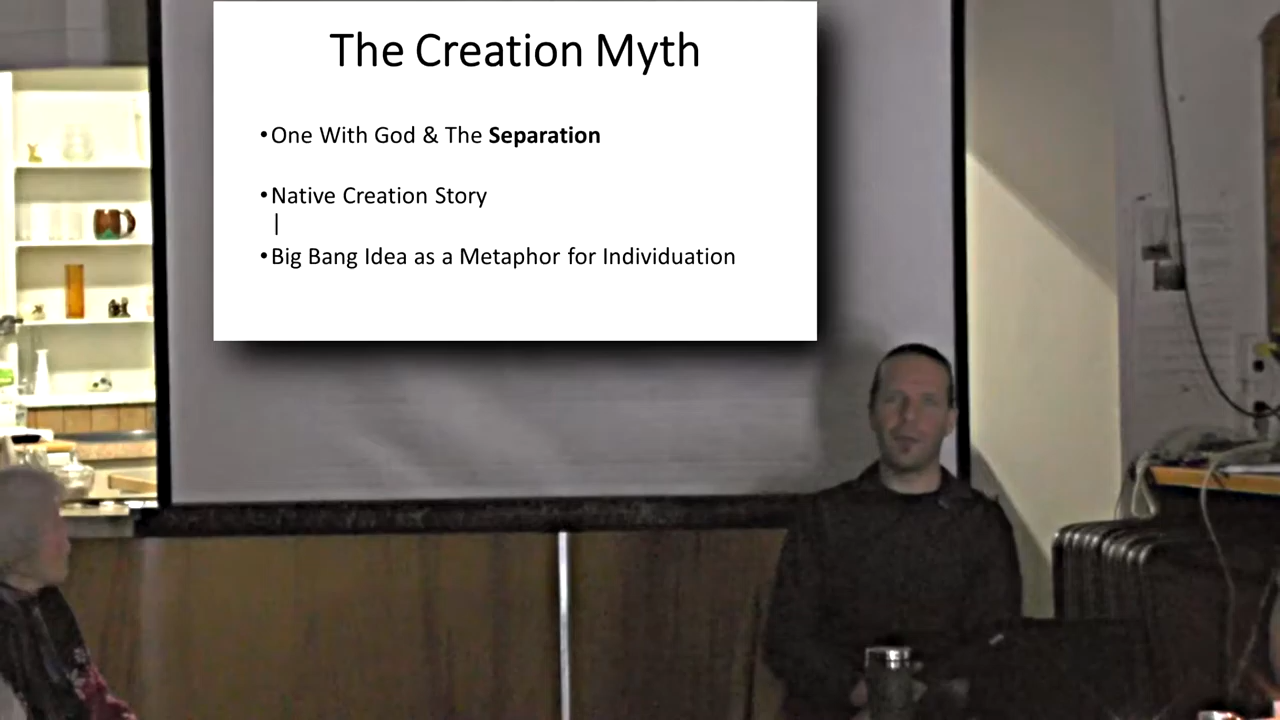 The Creation Myth
•One With God & The Separation
•Native Creation Story
|
•Big Bang Idea as a Metaphor for Individuation